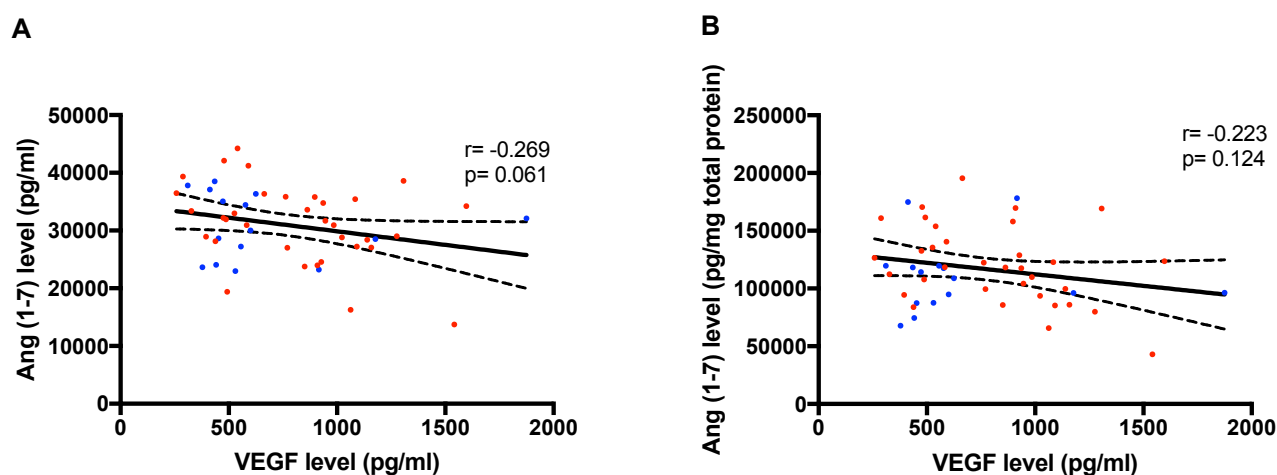 A
Ang (1-7) level (pg/ml)
50000
40000
30000
20000
10000
0
r= -0.269
p= 0.061
0
500
1000
1500
2000
VEGF level (pg/ml)
B
Ang (1-7) level (pg/mg total protein)
250000
200000
150000
100000
50000
0
r= -0.223
p= 0.124
0
500
1000
1500
2000
VEGF level (pg/ml)